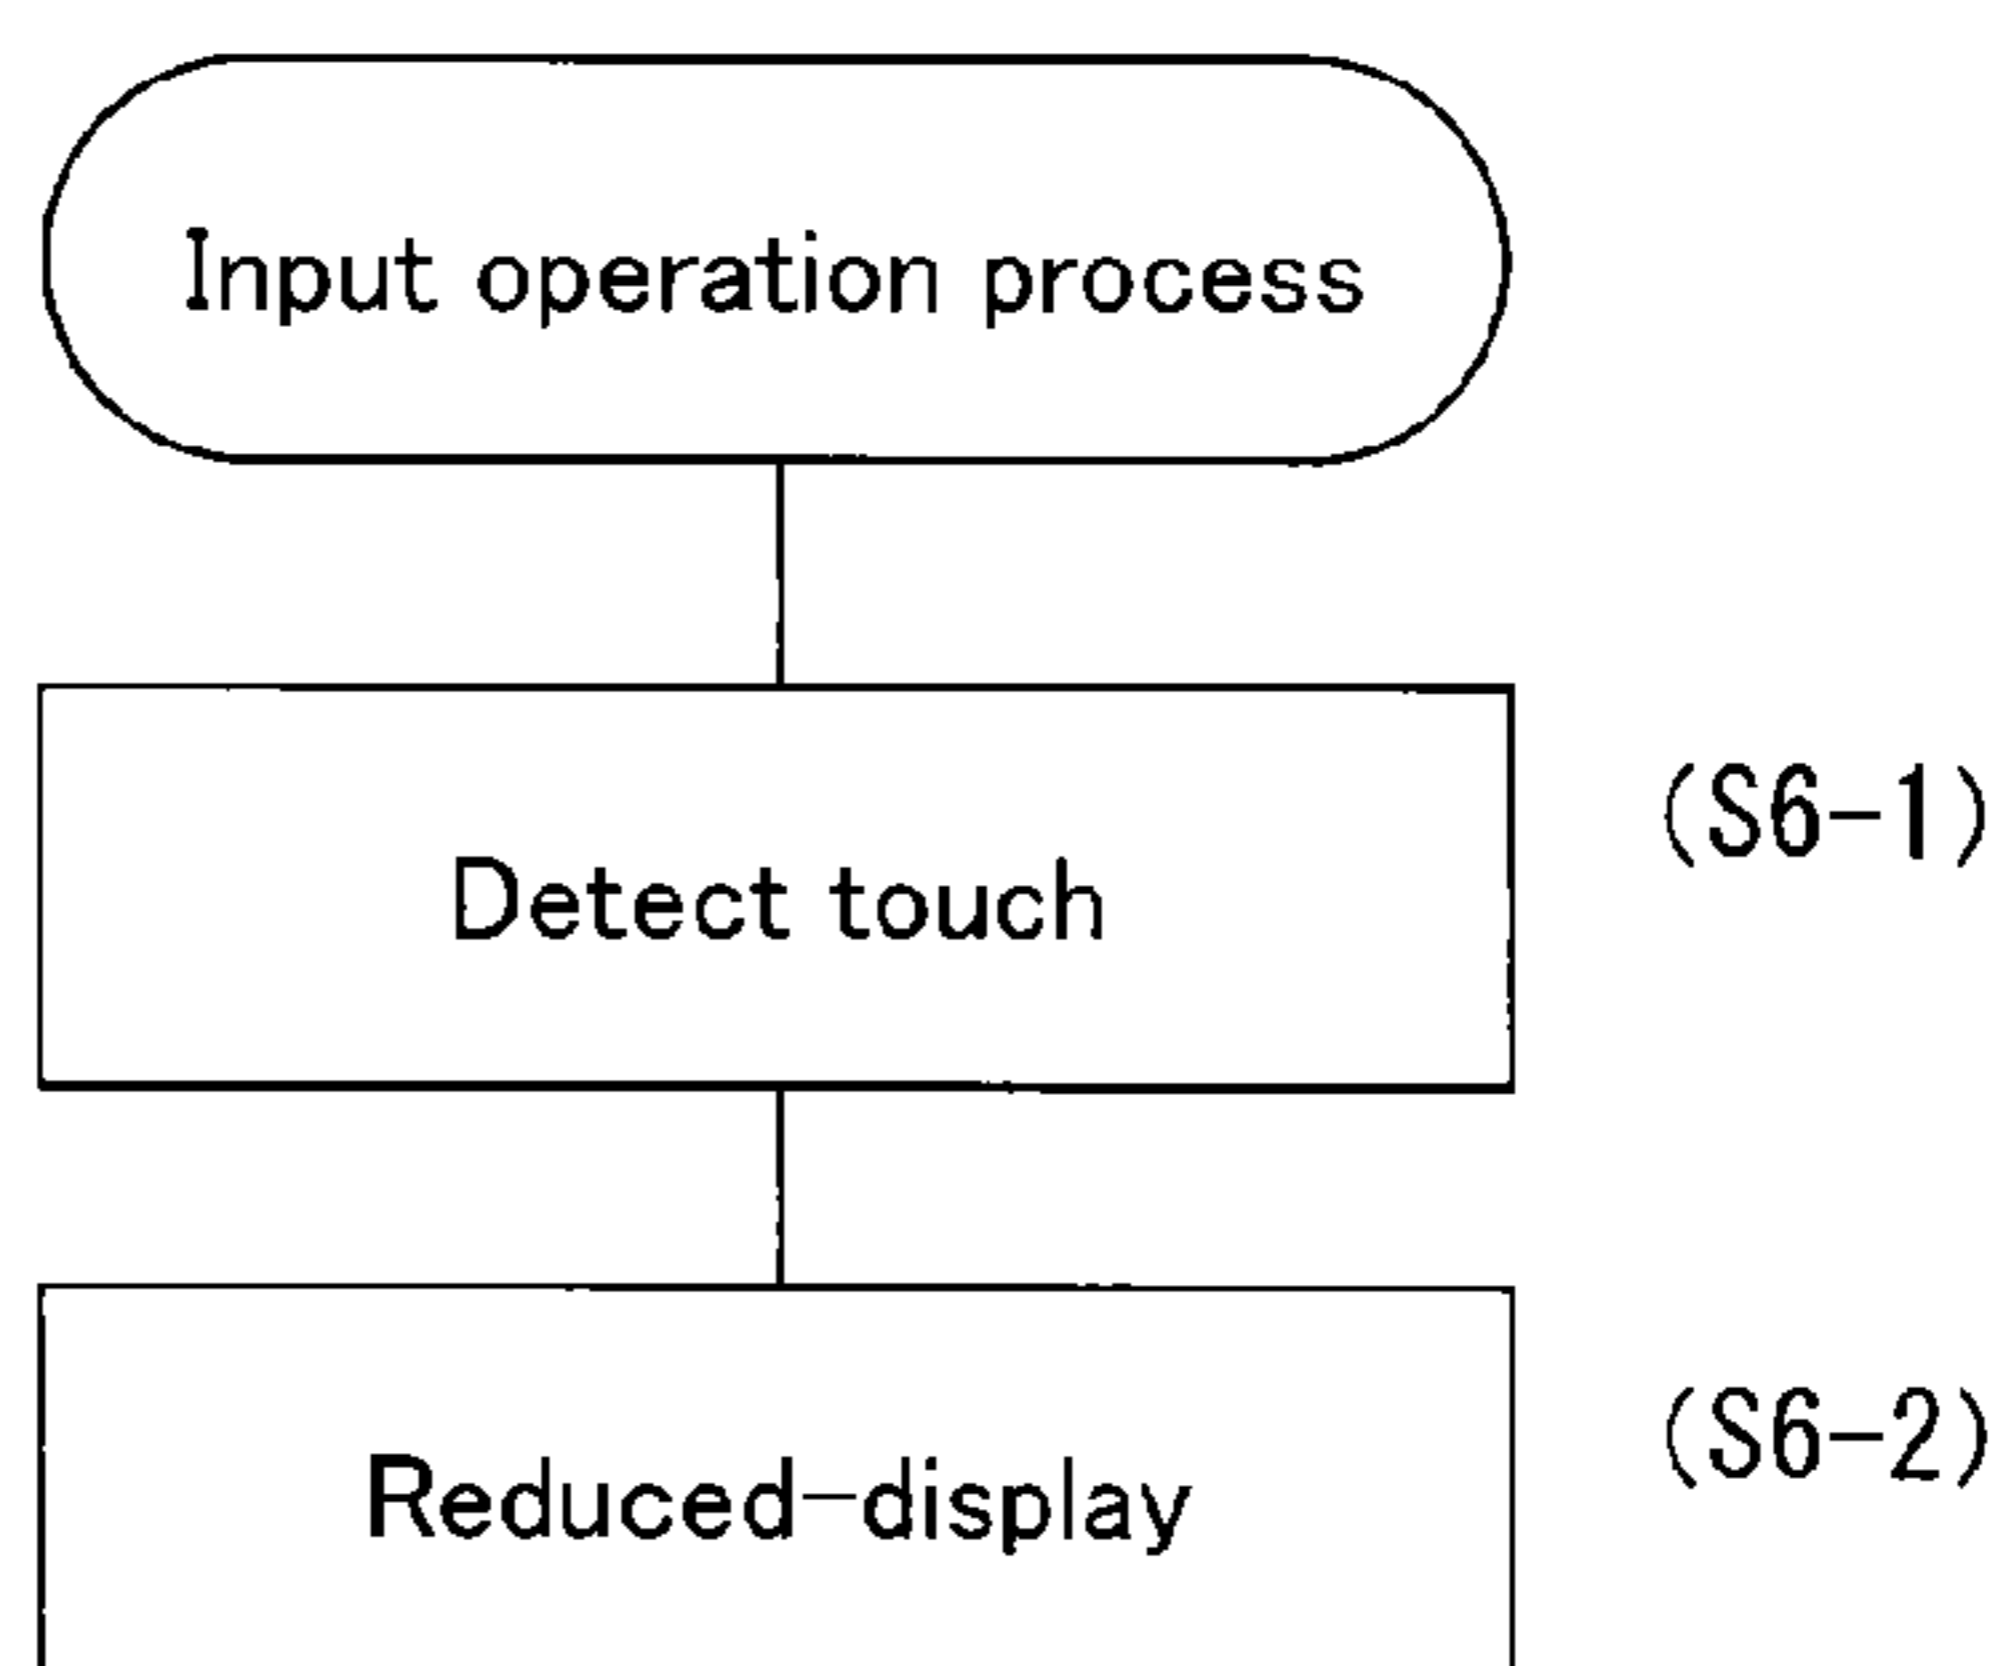 Input operation process
(S6-1)
Detect touch
(S6-2)
Reduced-display